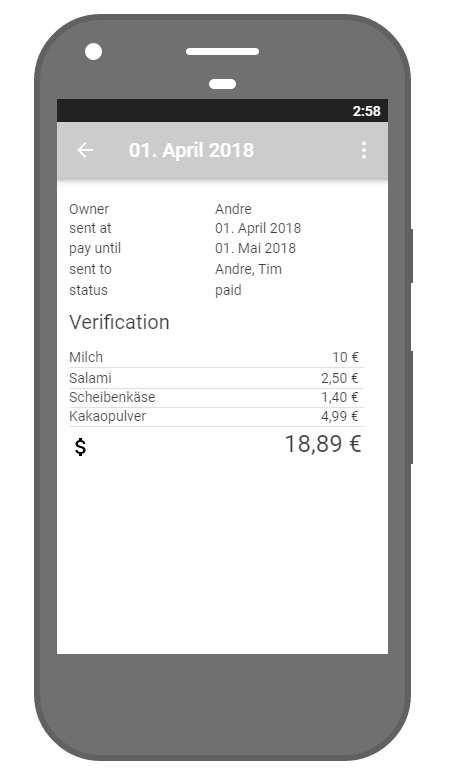 2:58
01. April 2018
Owner Andre
sent at 01. April 2018
pay until 01. Mai 2018
sent to Andre, Tim
status paid
Verification
Milch 10 €
Salami 2,50 €
Scheibenkäse 1,40 €
Kakaopulver 4,99 €
$ 18,89 €